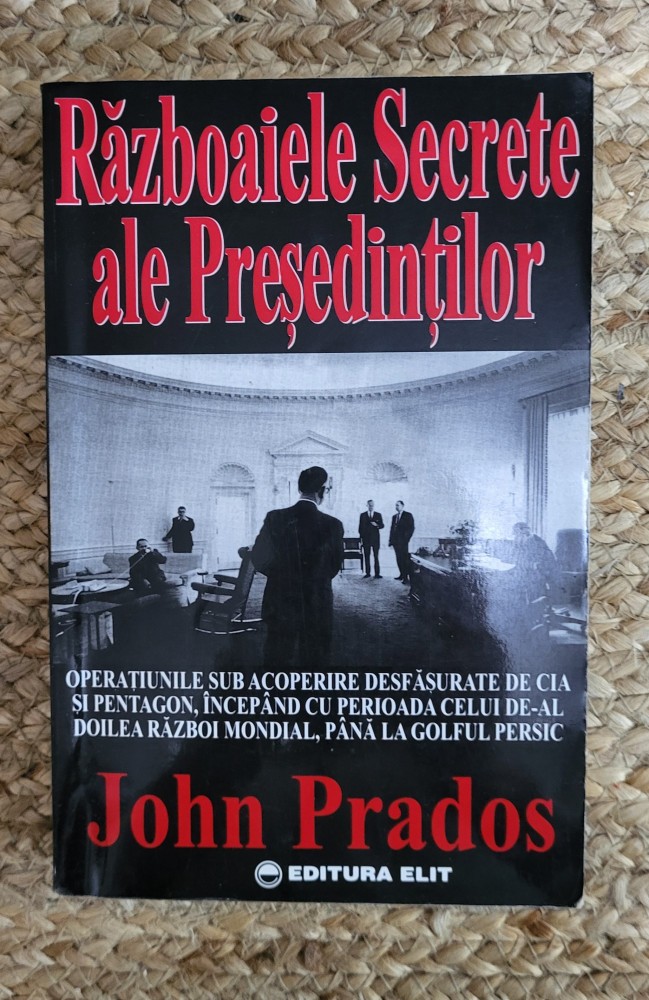 Războaiele Secrete
ale Președinților
OPERAȚIUNILE SUB ACOPERIRE DESFĂȘURATE DE CIA
ȘI PENTAGON, ÎNCEPÂND CU PERIOADA CELUI DE-AL
DOILEA RĂZBOI MONDIAL, PÂNĂ LA GOLFUL PERSIC
John Prados
EDITURA ELIT